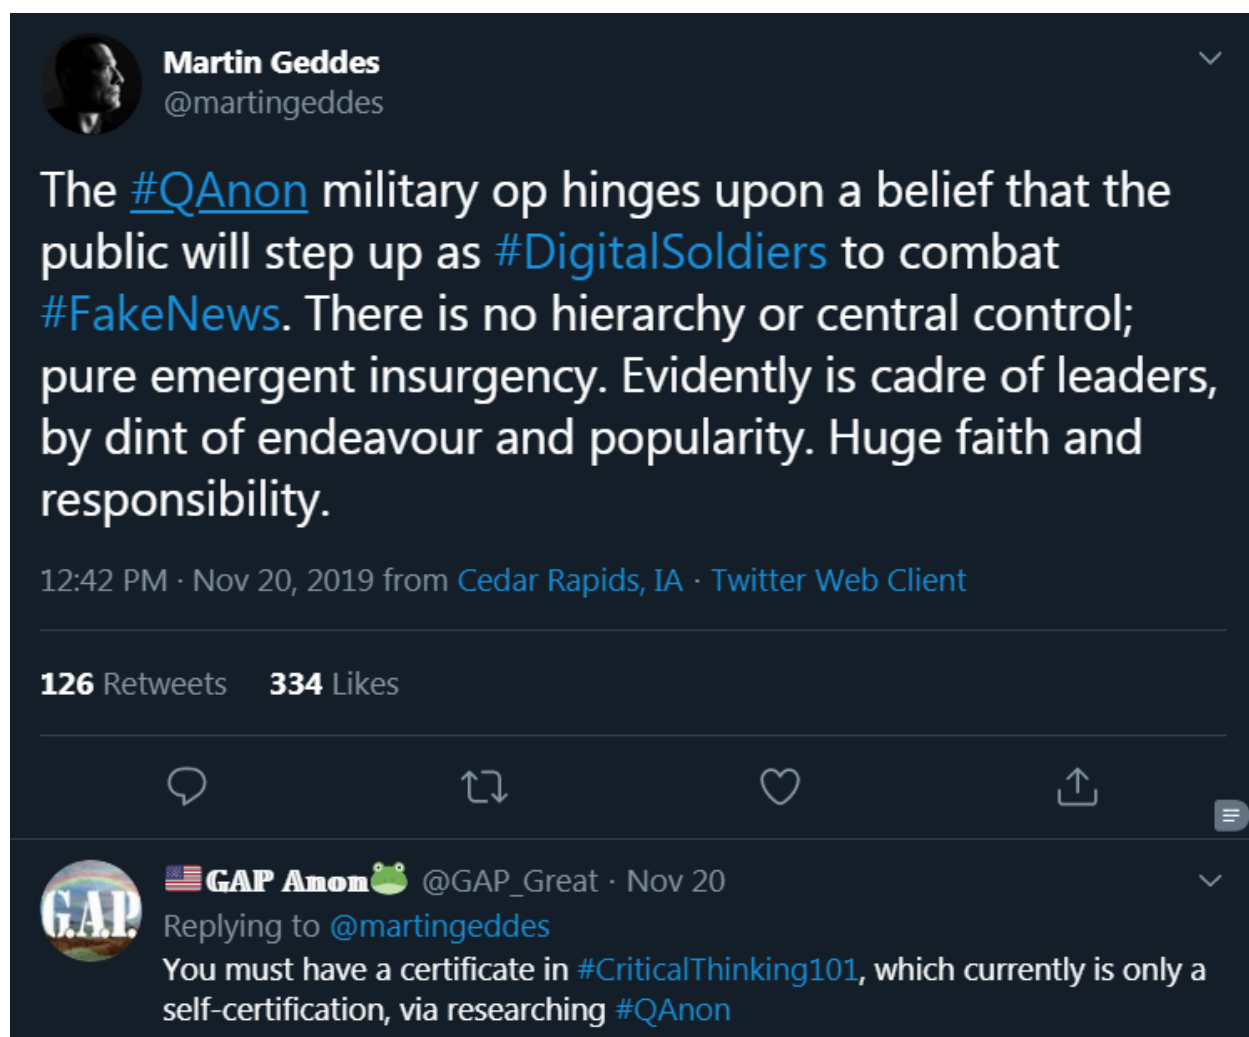 Martin Geddes
@martingeddes
The #QAnon military op hinges upon a belief that the
public will step up as #DigitalSoldiers to combat
#FakeNews. There is no hierarchy or central control;
pure emergent insurgency. Evidently is cadre of leaders,
by dint of endeavour and popularity. Huge faith and
responsibility.
12:42 PM · Nov 20, 2019 from Cedar Rapids, IA · Twitter Web Client
126 Retweets 334 Likes
🇺🇸GAP Anon🐸 @GAP_Great · Nov 20
G.A.P.
Replying to @martingeddes
You must have a certificate in #CriticalThinking101, which currently is only a
self-certification, via researching #QAnon